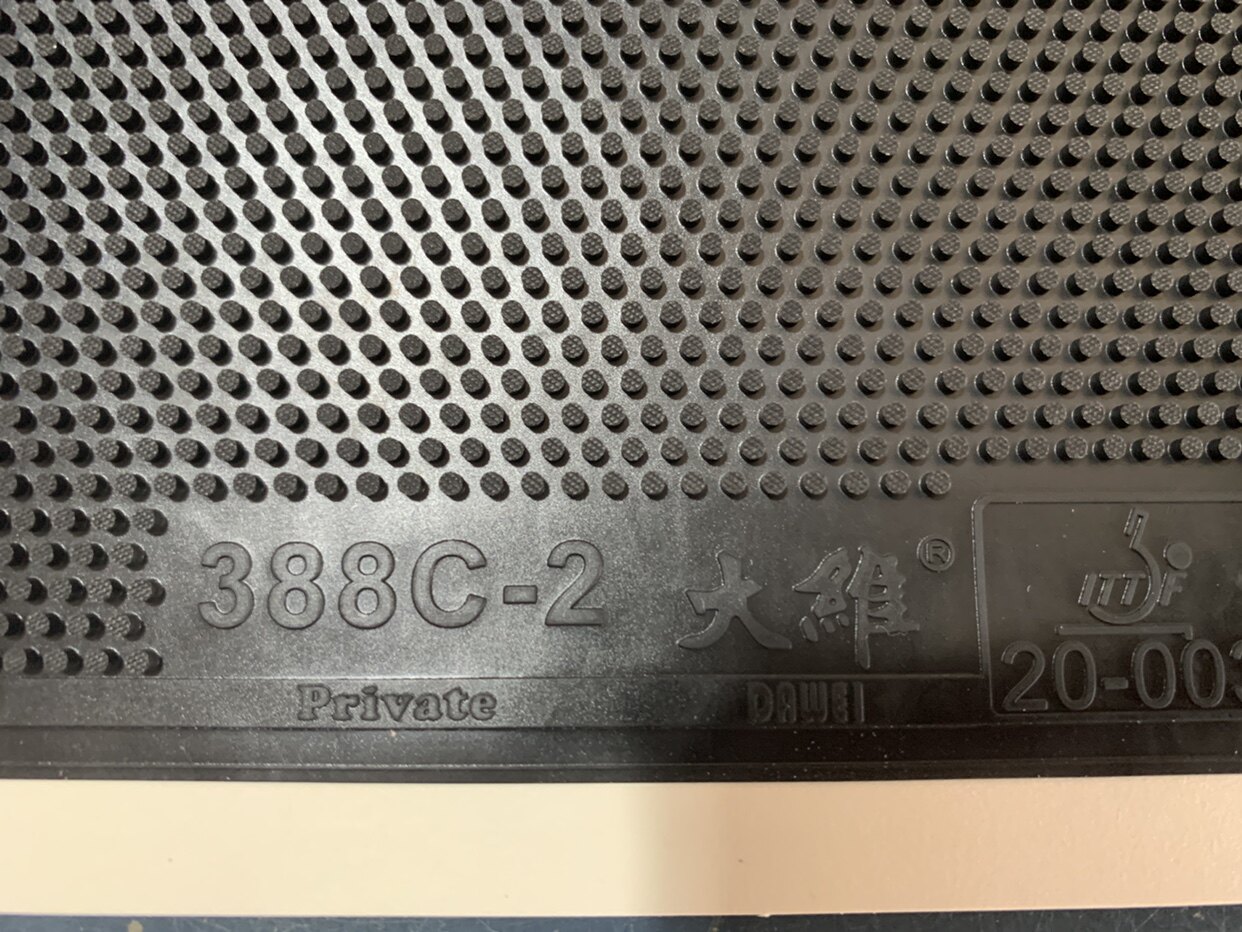 388C-2 大維®
ITTF
20-003
Private DAWEI